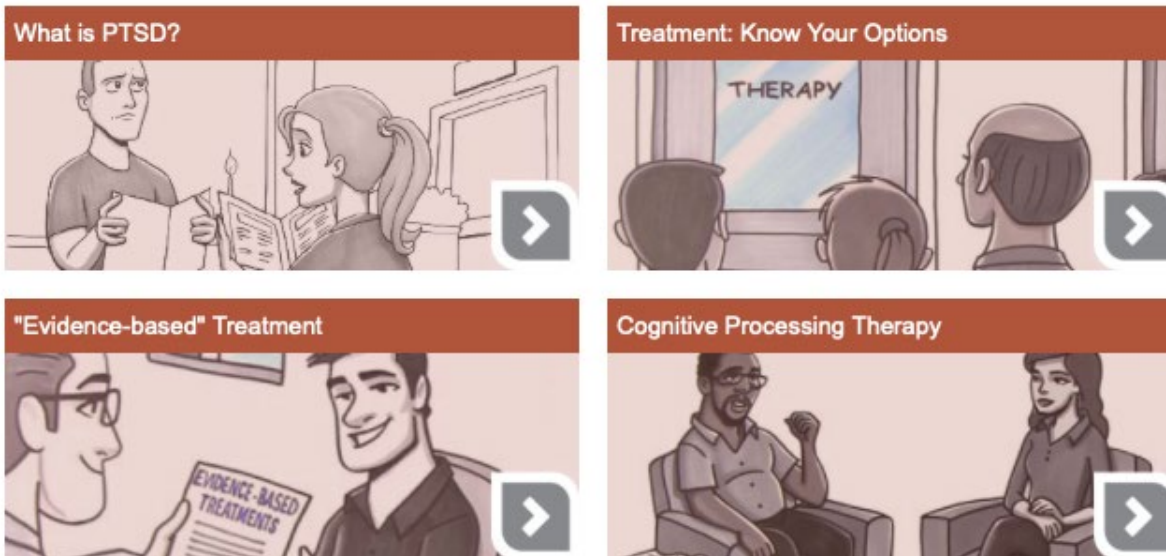 What is PTSD?
Treatment: Know Your Options
THERAPY
"Evidence-based" Treatment
Cognitive Processing Therapy
EVIDENCE-BASED
TREATMENTS